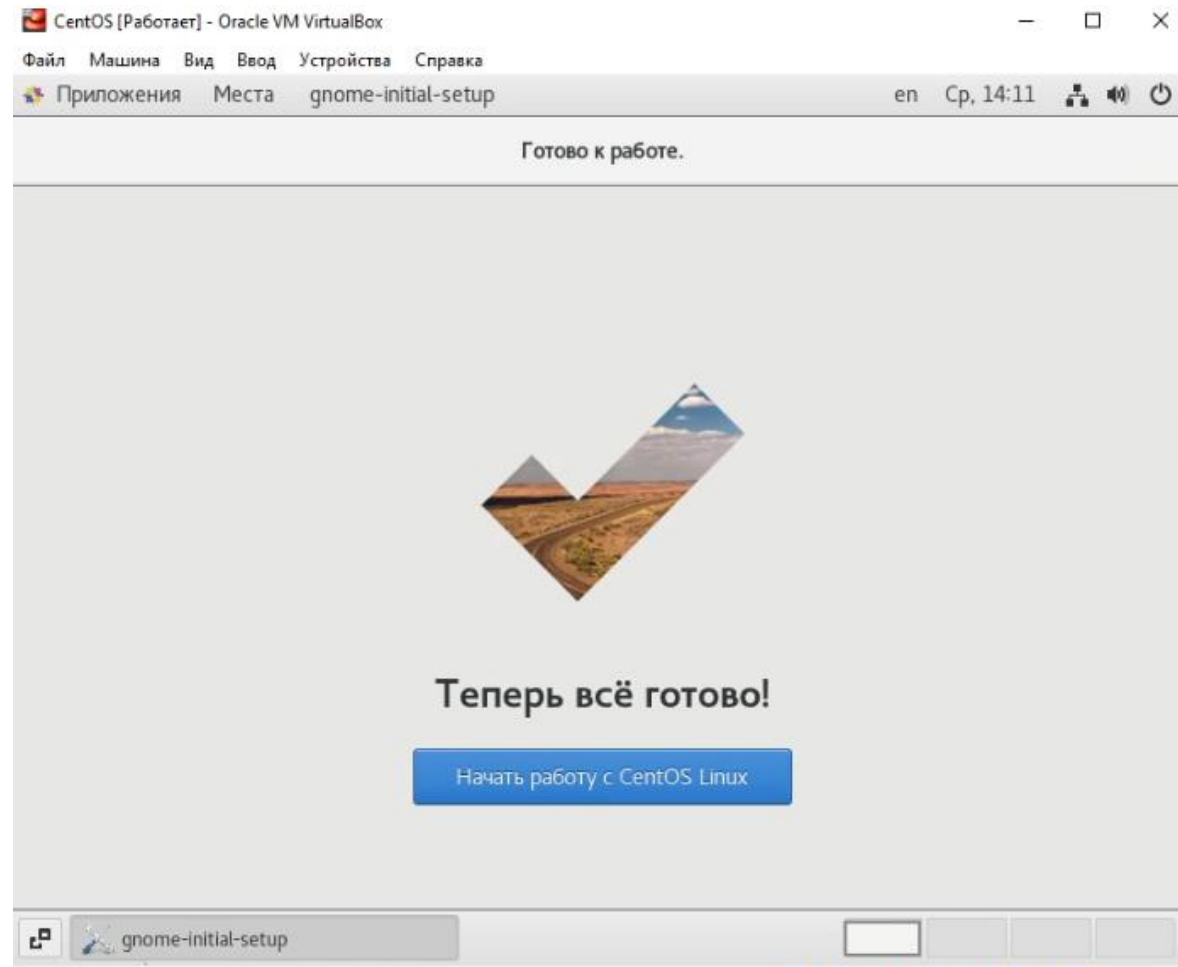 CentOS [Работает] - Oracle VM VirtualBox
Файл Машина Вид Ввод Устройства Справка
Приложения Места gnome-initial-setup en Ср, 14:11
Готово к работе.
Теперь всё готово!
Начать работу с CentOS Linux
gnome-initial-setup